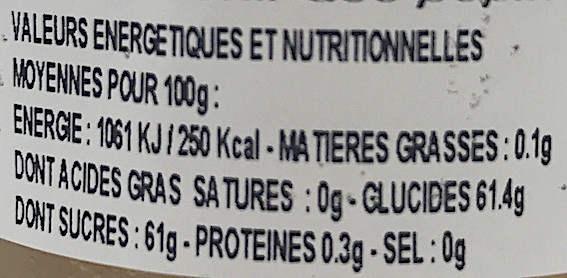 VALEURS ENERGETIQUES ET NUTRITIONNELLES
MOYENNES POUR 100g :
ENERGIE : 1061 KJ / 250 Kcal - MATIERES GRASSES : 0.1g
DONT ACIDES GRAS SATURES : 0g - GLUCIDES 61.4g
DONT SUCRES : 61g - PROTEINES 0.3g - SEL : 0g